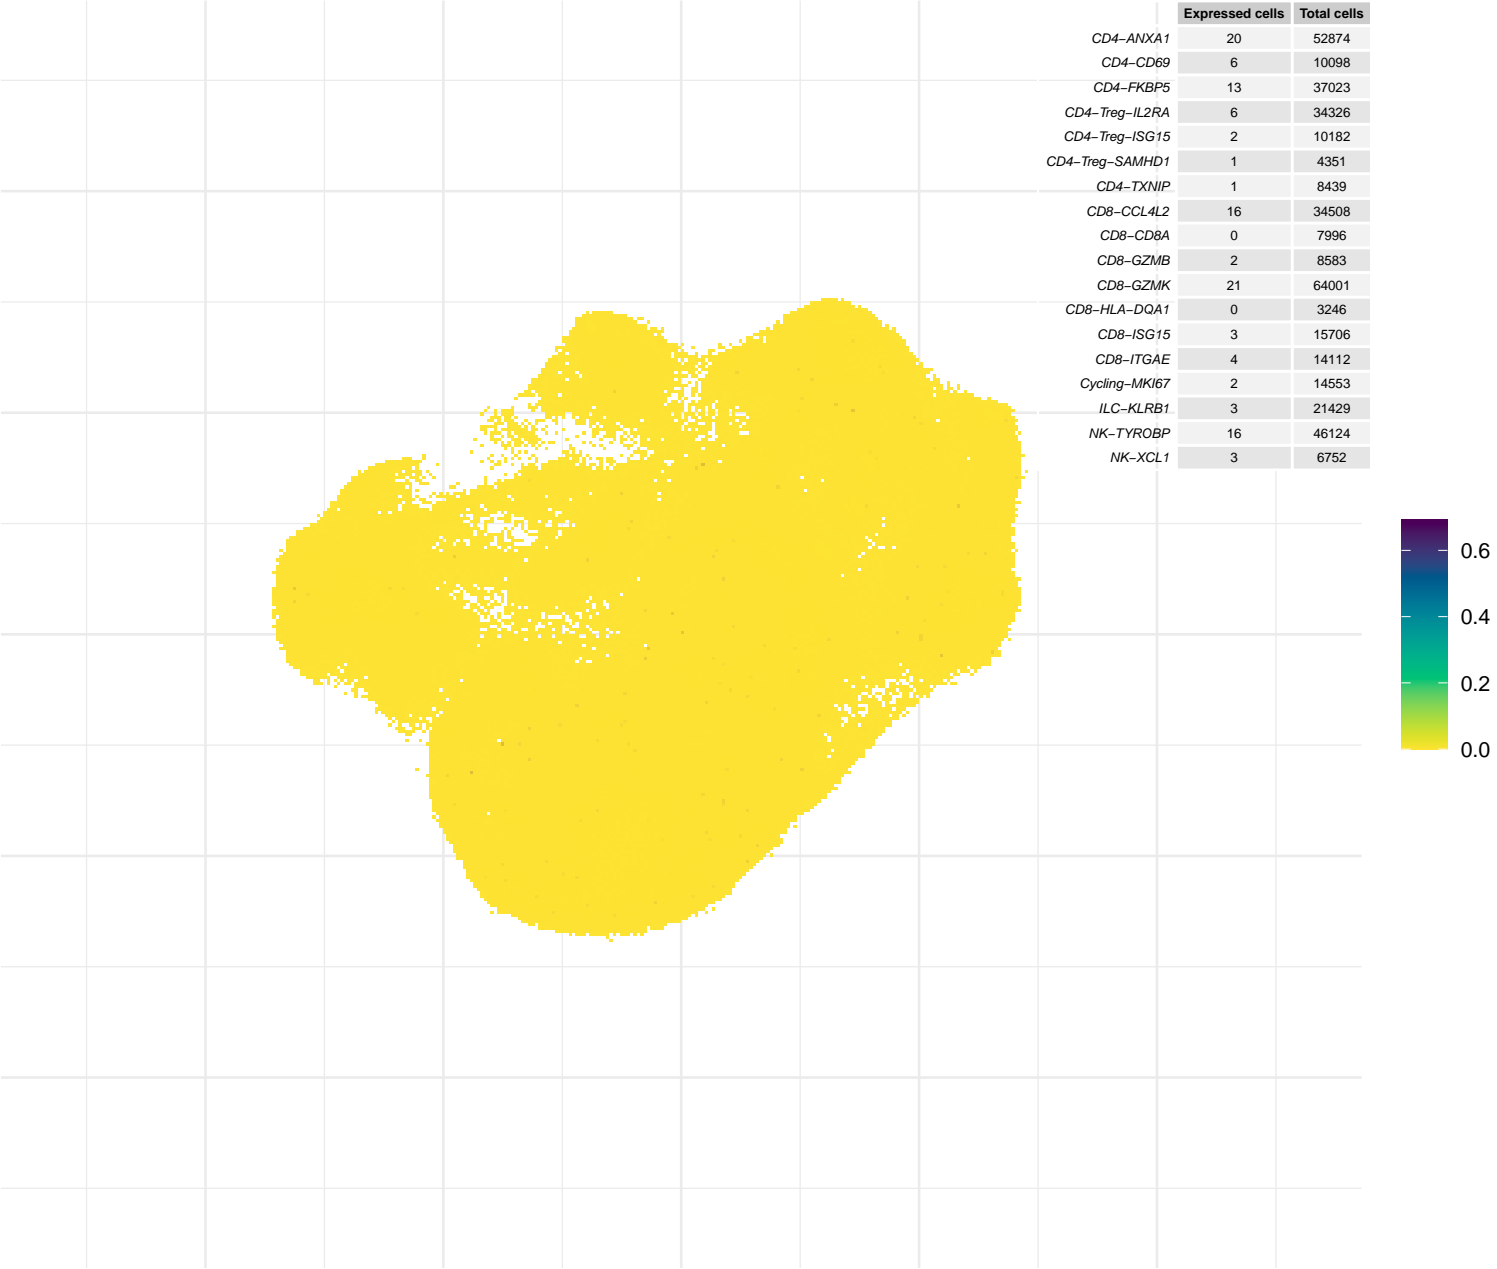 Expressed cells Total cells
CD4−ANXA1 20 52874
CD4−CD69 6 10098
CD4−FKBP5 13 37023
CD4−Treg−IL2RA 6 34326
CD4−Treg−ISG15 2 10182
CD4−Treg−SAMHD1 1 4351
CD4−TXNIP 1 8439
CD8−CCL4L2 16 34508
CD8−CD8A 0 7996
CD8−GZMB 2 8583
CD8−GZMK 21 64001
CD8−HLA−DQA1 0 3246
CD8−ISG15 3 15706
CD8−ITGAE 4 14112
Cycling−MKI67 2 14553
ILC−KLRB1 3 21429
NK−TYROBP 16 46124
NK−XCL1 3 6752
0.6
0.4
0.2
0.0